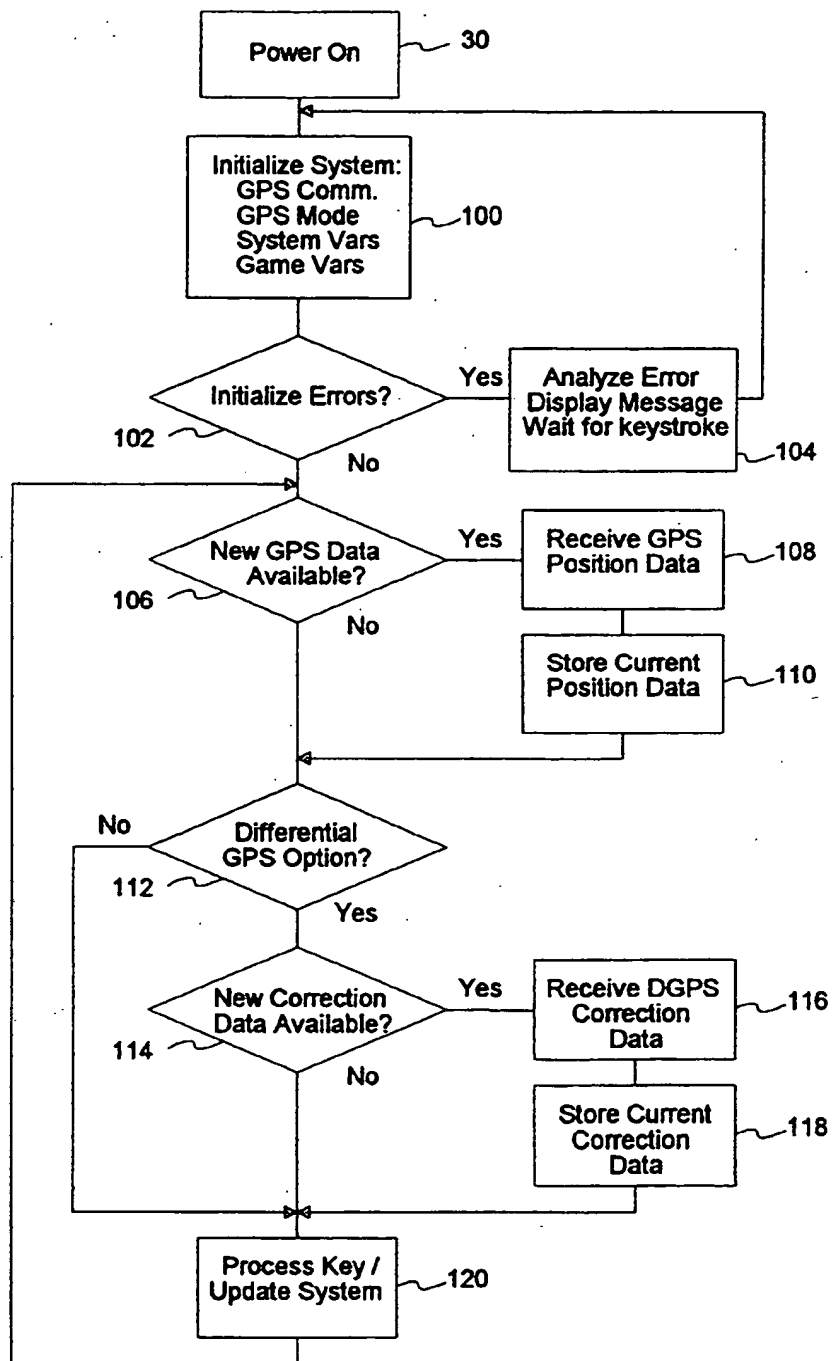 Power On
30
Initialize System:
GPS Comm.
GPS Mode
System Vars
Game Vars
100
Initialize Errors?
102
Yes
No
Analyze Error
Display Message
Wait for keystroke
104
New GPS Data
Available?
106
Yes
No
Receive GPS
Position Data
108
Store Current
Position Data
110
Differential
GPS Option?
112
No
Yes
New Correction
Data Available?
114
Yes
No
Receive DGPS
Correction
Data
116
Store Current
Correction
Data
118
Process Key /
Update System
120